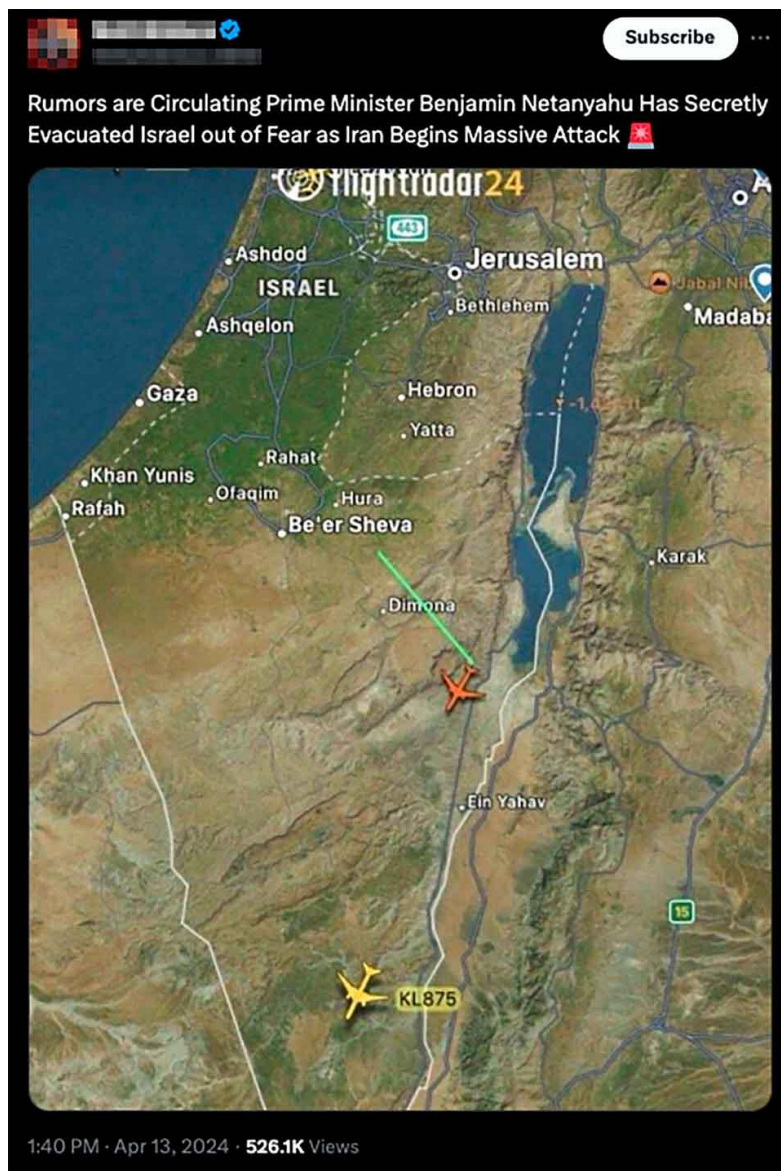 Subscribe
Rumors are Circulating Prime Minister Benjamin Netanyahu Has Secretly
Evacuated Israel out of Fear as Iran Begins Massive Attack 🚨
flightradar24
443
Ashdod
Jerusalem
ISRAEL
Bethlehem
Ashqelon
Madaba
Gaza
Hebron
Yatta
Rahat
Khan Yunis
Ofaqim
Hura
Rafah
Be'er Sheva
Karak
Dimona
Ein Yahav
15
KL875
1:40 PM · Apr 13, 2024 · 526.1K Views